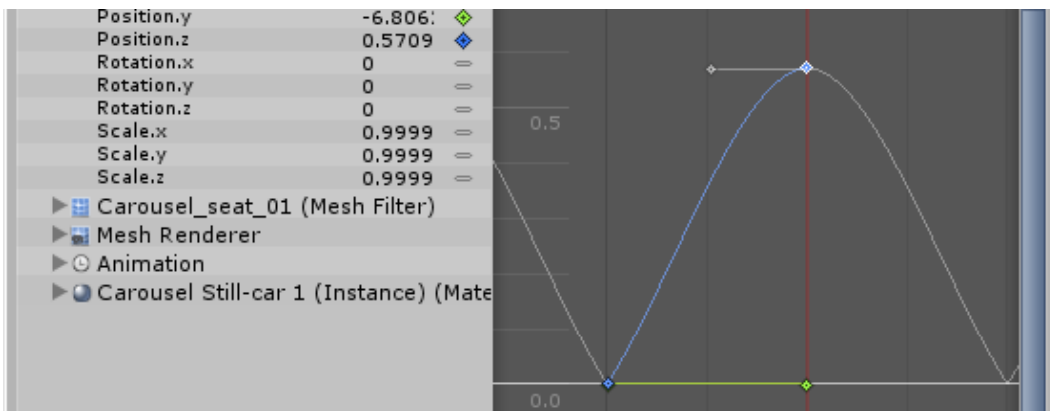 Position.y -6.806:
Position.z 0.5709
Rotation.x 0
Rotation.y 0
Rotation.z 0
Scale.x 0.9999
Scale.y 0.9999
Scale.z 0.9999
Carousel_seat_01 (Mesh Filter)
Mesh Renderer
Animation
Carousel Still-car 1 (Instance) (Mate
0.5
0.0